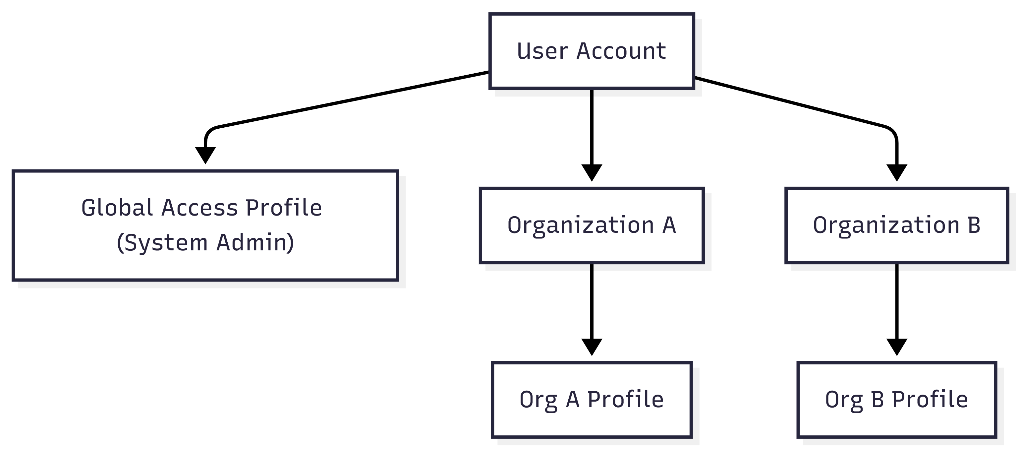 User Account
Global Access Profile
(System Admin)
Organization A
Organization B
Org A Profile
Org B Profile